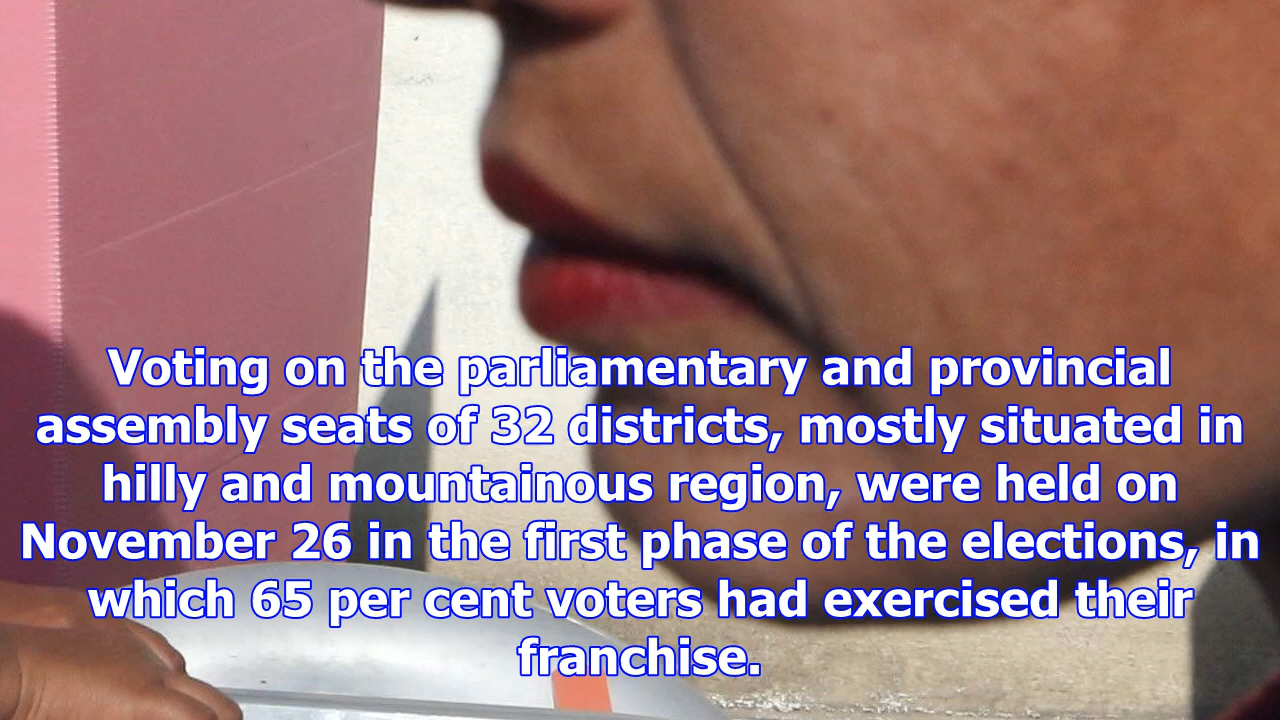 Voting on the parliamentary and provincial
assembly seats of 32 districts, mostly situated in
hilly and mountainous region, were held on
November 26 in the first phase of the elections, in
which 65 per cent voters had exercised their
franchise.